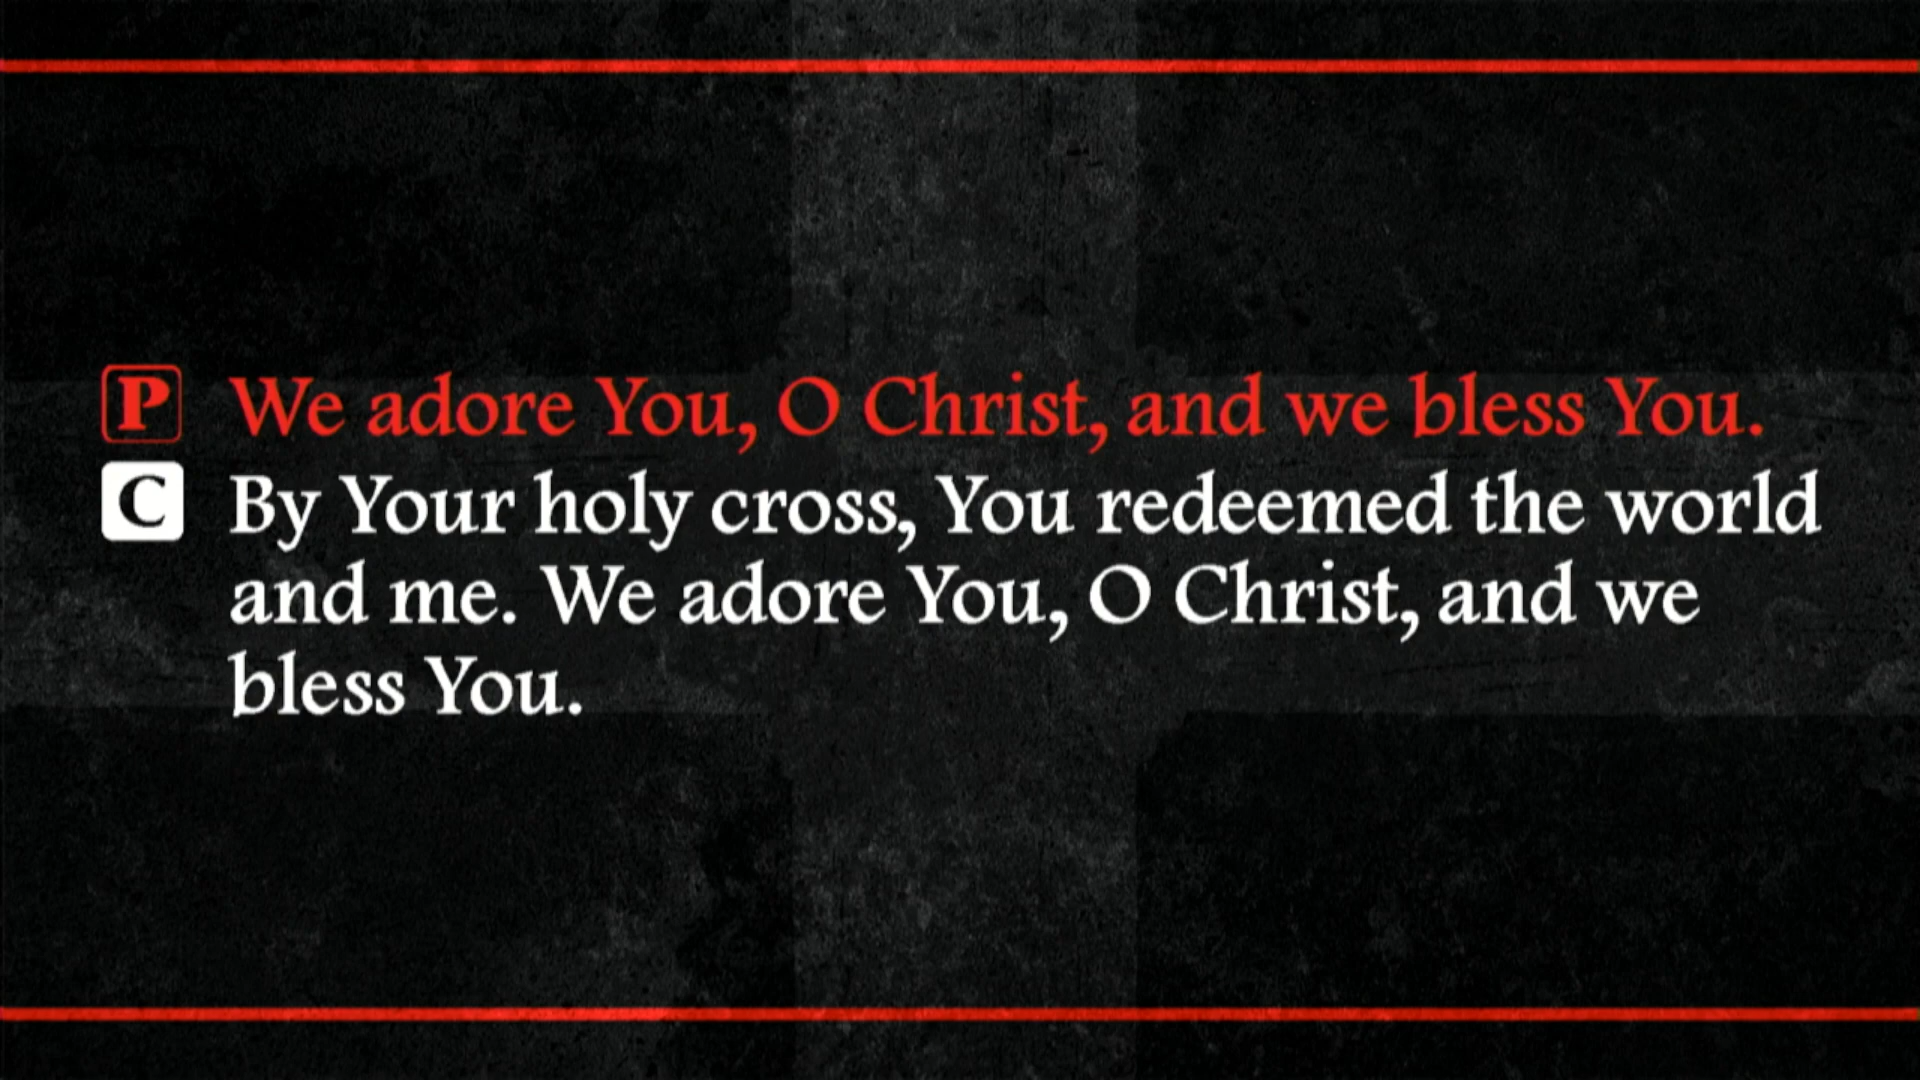 P We adore You, O Christ, and we bless You.
C By Your holy cross, You redeemed the world
and me. We adore You, O Christ, and we
bless You.